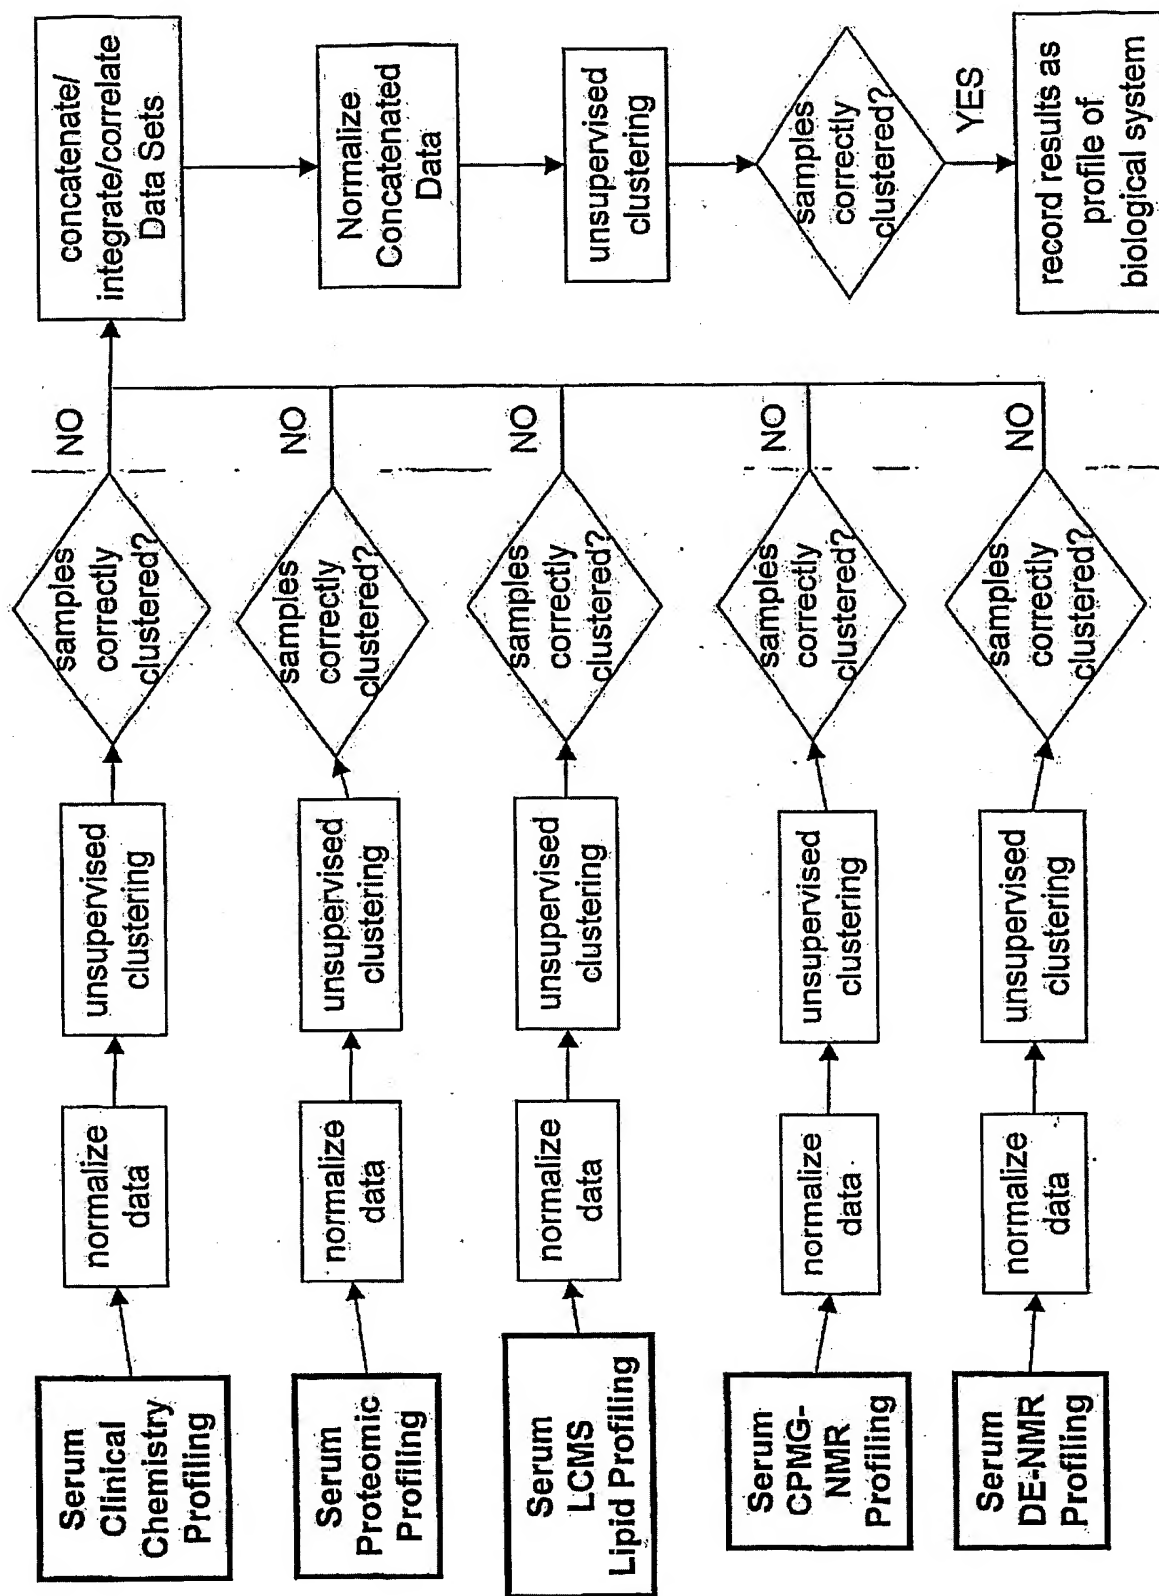 Serum
Clinical
Chemistry
Profiling
normalize
data
unsupervised
clustering
samples
correctly
clustered?
NO
Serum
Proteomic
Profiling
normalize
data
unsupervised
clustering
samples
correctly
clustered?
NO
Serum
LCMS
Lipid Profiling
normalize
data
unsupervised
clustering
samples
correctly
clustered?
NO
Serum
CPMG-
NMR
Profiling
normalize
data
unsupervised
clustering
samples
correctly
clustered?
NO
Serum
DE-NMR
Profiling
normalize
data
unsupervised
clustering
samples
correctly
clustered?
NO
concatenate/
integrate/correlate
Data Sets
Normalize
Concatenated
Data
unsupervised
clustering
samples
correctly
clustered?
YES
record results as
profile of
biological system